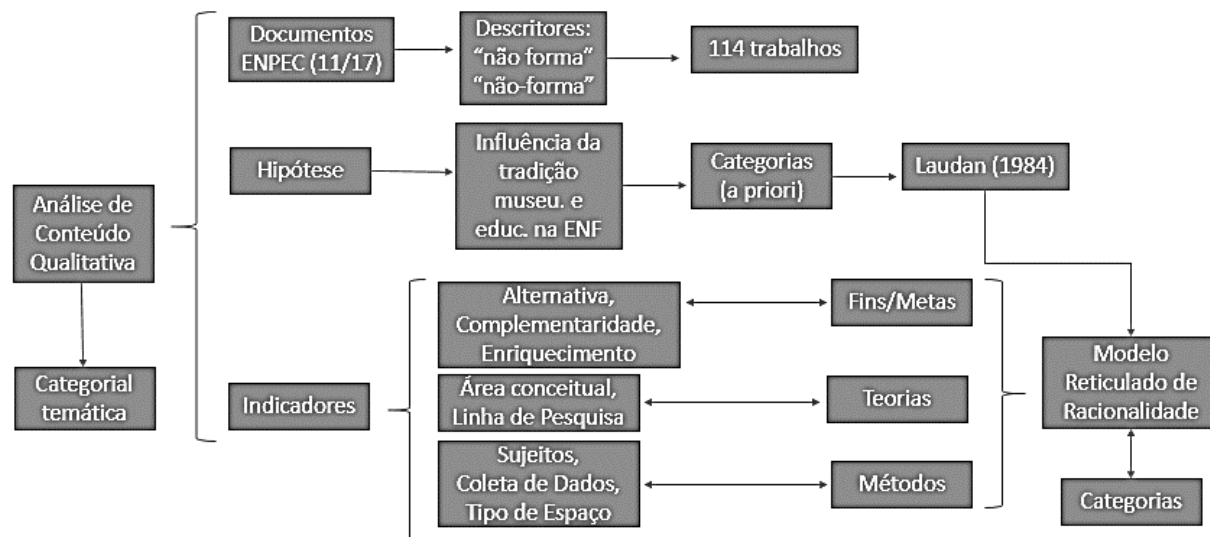 Documentos
ENPEC (11/17)
Descritores:
“não forma”
“não-forma”
114 trabalhos
Hipótese
Influência da
tradição
museu. e
educ. na ENF
Categorias
(a priori)
Laudan (1984)
Análise de
Conteúdo
Qualitativa
Categorial
temática
Indicadores
Alternativa,
Complementaridade,
Enriquecimento
Fins/Metas
Área conceitual,
Linha de Pesquisa
Teorias
Sujeitos,
Coleta de Dados,
Tipo de Espaço
Métodos
Modelo
Reticulado de
Racionalidade
Categorias